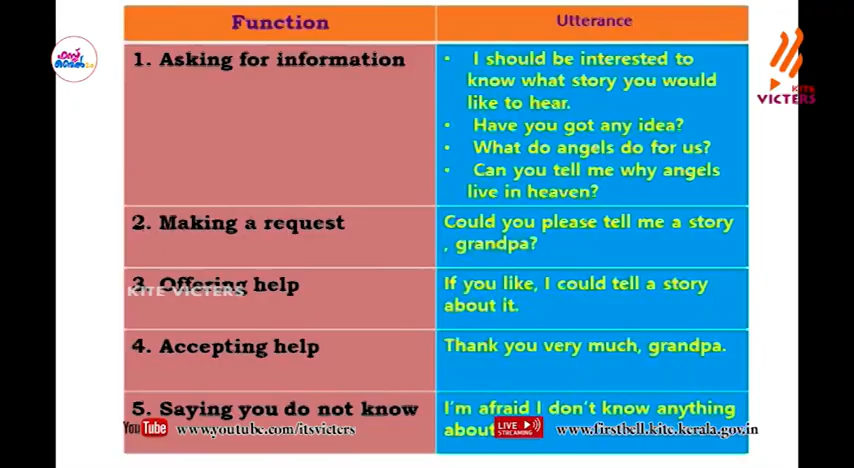 Function
Utterance
ഫസ്റ്റ്
1. Asking for information
• I should be interested to
know what story you would
like to hear.
• Have you got any idea?
• What do angels do for us?
• Can you tell me why angels
live in heaven?
KITE
VICTERS
2. Making a request
Could you please tell me a story
, grandpa?
3. Offering help
KITE VICTERS
If you like, I could tell a story
about it.
4. Accepting help
Thank you very much, grandpa.
5. Saying you do not know
I'm afraid I don't know anything
about
YouTube www.youtube.com/itsvicters
LIVE
STREAMING
www.firstbell.kite.kerala.gov.in